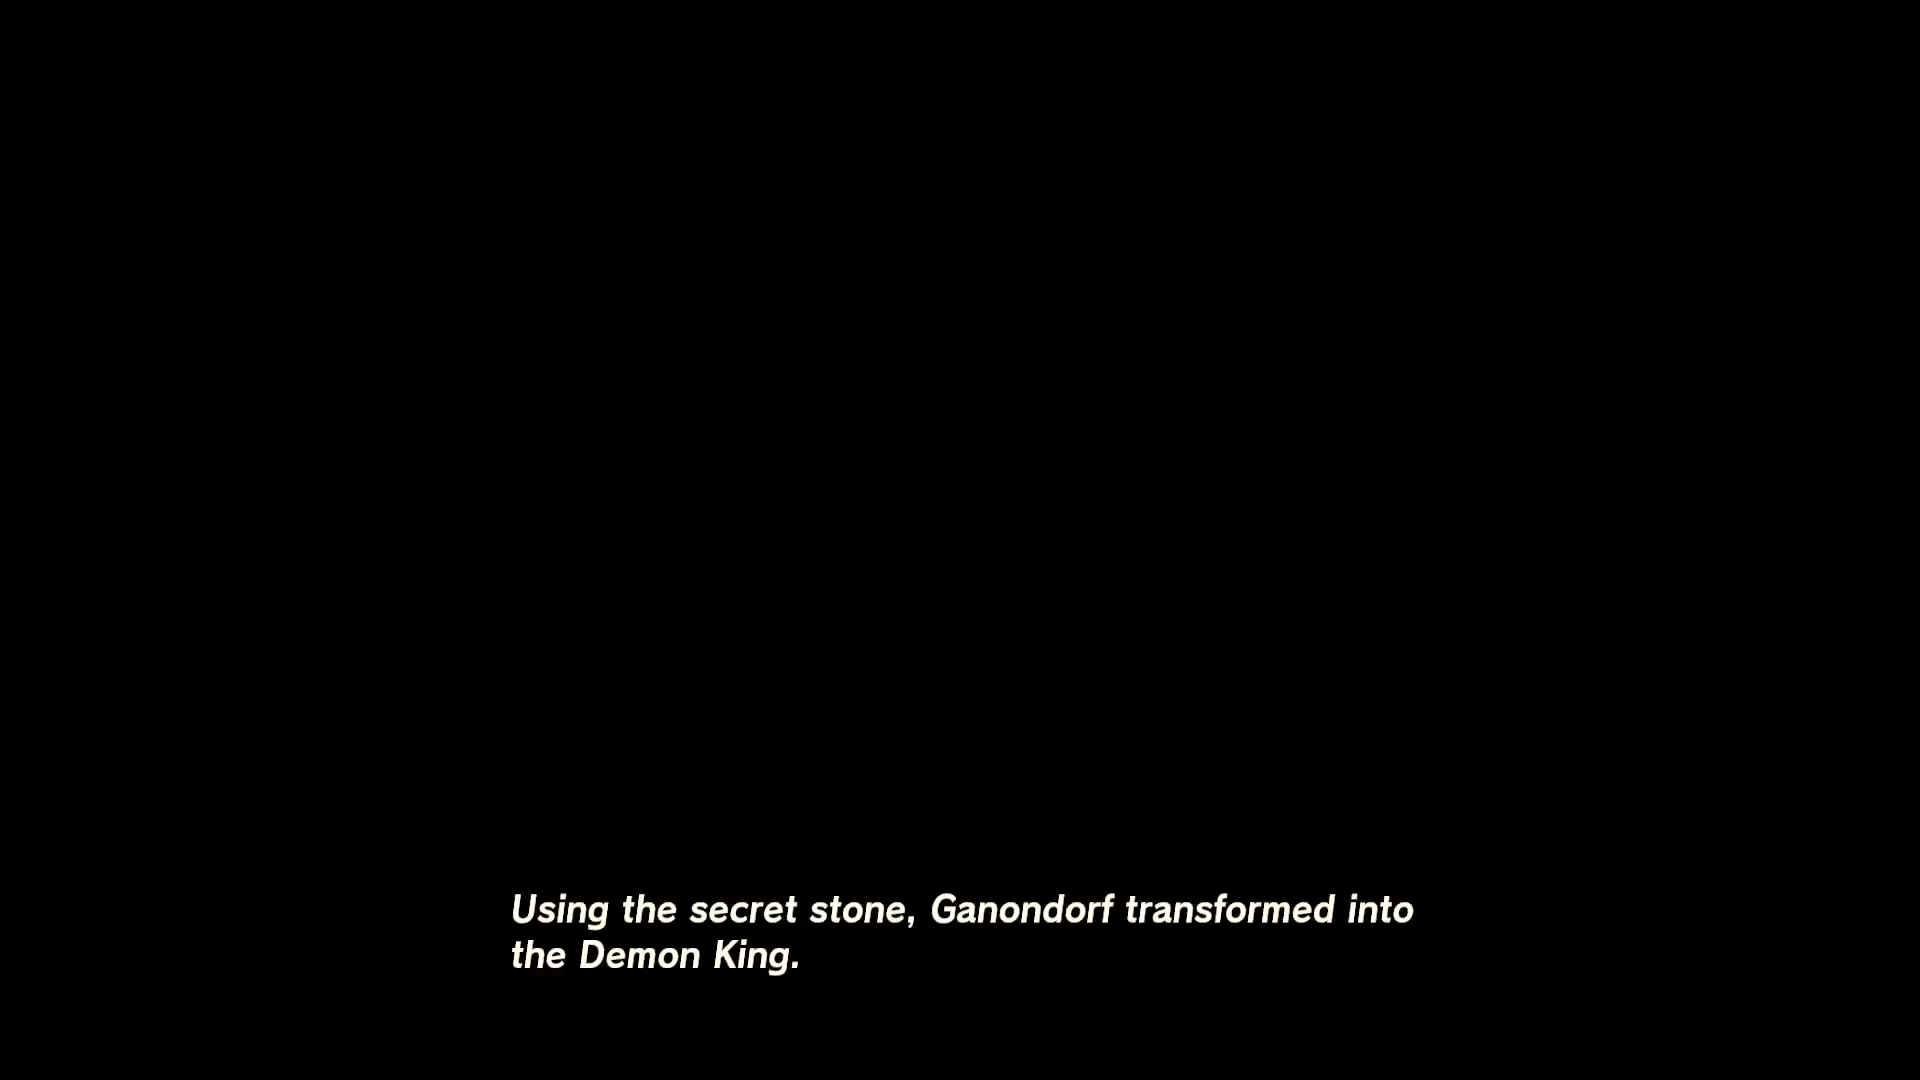 Using the secret stone, Ganondorf transformed into
the Demon King.